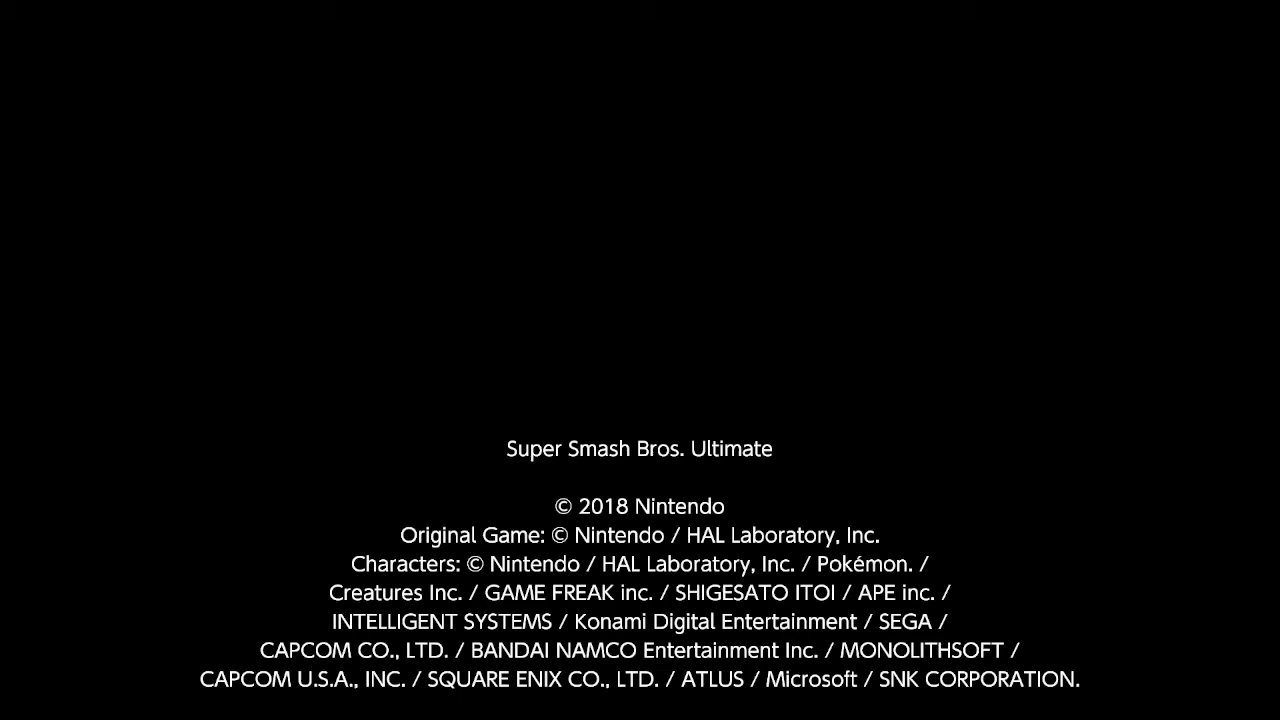 Super Smash Bros. Ultimate
© 2018 Nintendo
Original Game: © Nintendo / HAL Laboratory, Inc.
Characters: © Nintendo / HAL Laboratory, Inc. / Pokémon. /
Creatures Inc. / GAME FREAK inc. / SHIGESATO ITOI / APE inc. /
INTELLIGENT SYSTEMS / Konami Digital Entertainment / SEGA /
CAPCOM CO., LTD. / BANDAI NAMCO Entertainment Inc. / MONOLITHSOFT /
CAPCOM U.S.A., INC. / SQUARE ENIX CO., LTD. / ATLUS / Microsoft / SNK CORPORATION.